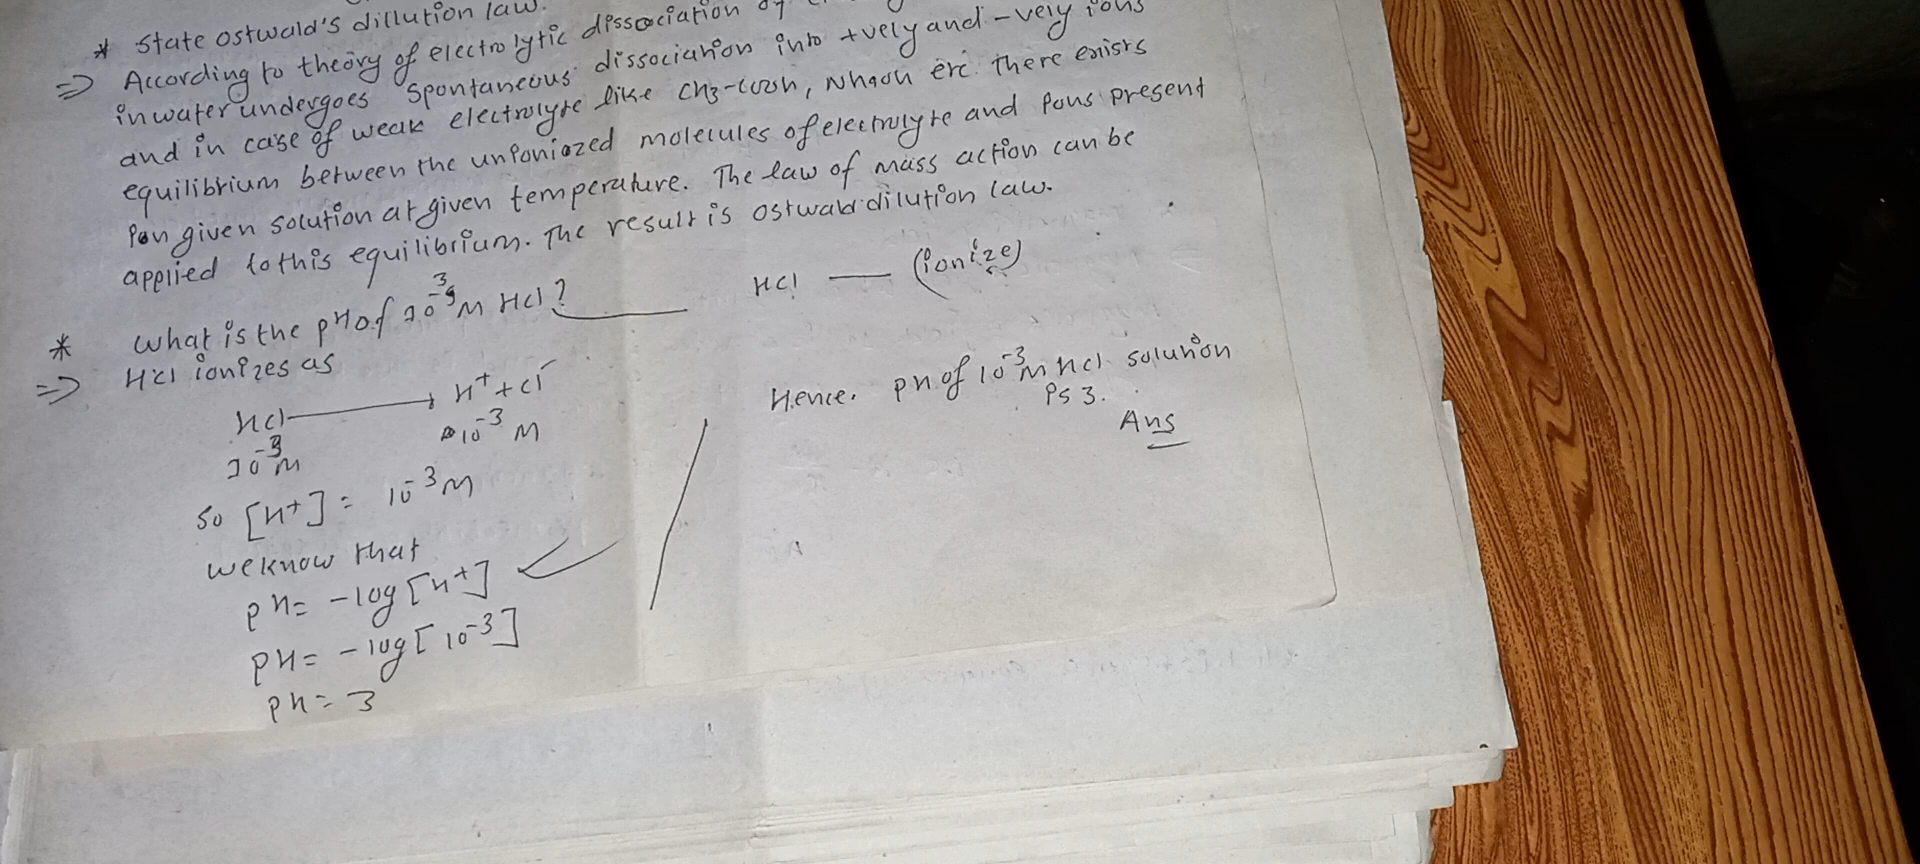 * State ostwald's dillution law.
⇒ According to theory of electrolytic dissociation of
in water undergoes spontaneous dissociation into +vely and -vely ions
and in case of weak electrolyte like CH3-COOH, NH4OH etc. There exists
equilibrium between the unioniozed molecules of electrolyte and ions present
ion given solution at given temperature. The law of mass action can be
applied to this equilibrium. The result is ostwald dilution law.
* What is the pH of 10^-3 M HCl?
HCl — (ionize)
⇒ HCl ionizes as
HCl ⟶ H+ + Cl-
10^-3 M 10^-3 M
So [H+] = 10^-3 M
we know that
pH = -log [H+]
pH = -log [10^-3]
pH = 3
Hence. pH of 10^-3 M HCl solution
is 3.
Ans